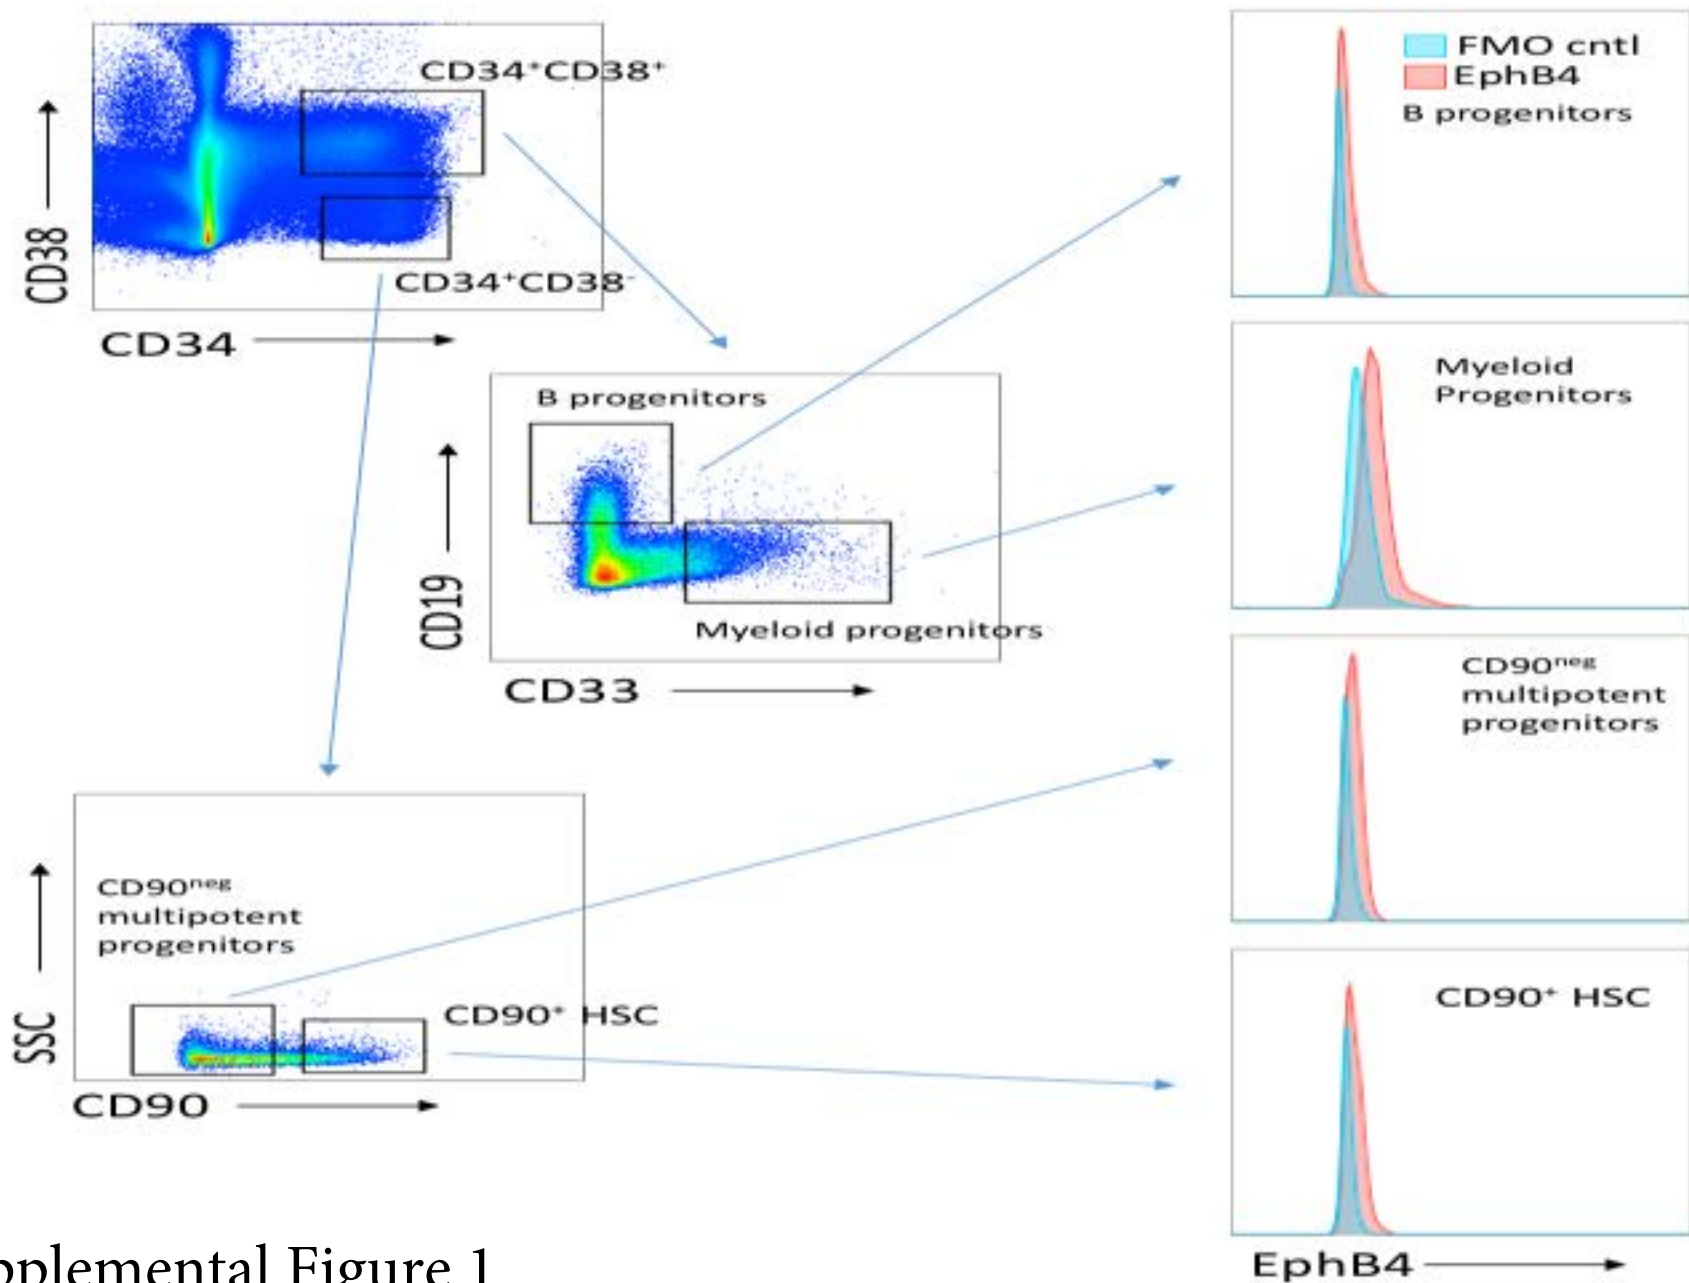 CD34⁺CD38⁺
CD38
CD34⁺CD38⁻
CD34
B progenitors
CD19
Myeloid progenitors
CD33
CD90ⁿᵉᵍ
multipotent
progenitors
CD90⁺ HSC
SSC
CD90
FMO cntl
EphB4
B progenitors
Myeloid
Progenitors
CD90ⁿᵉᵍ
multipotent
progenitors
CD90⁺ HSC
EphB4
pplemental Figure 1